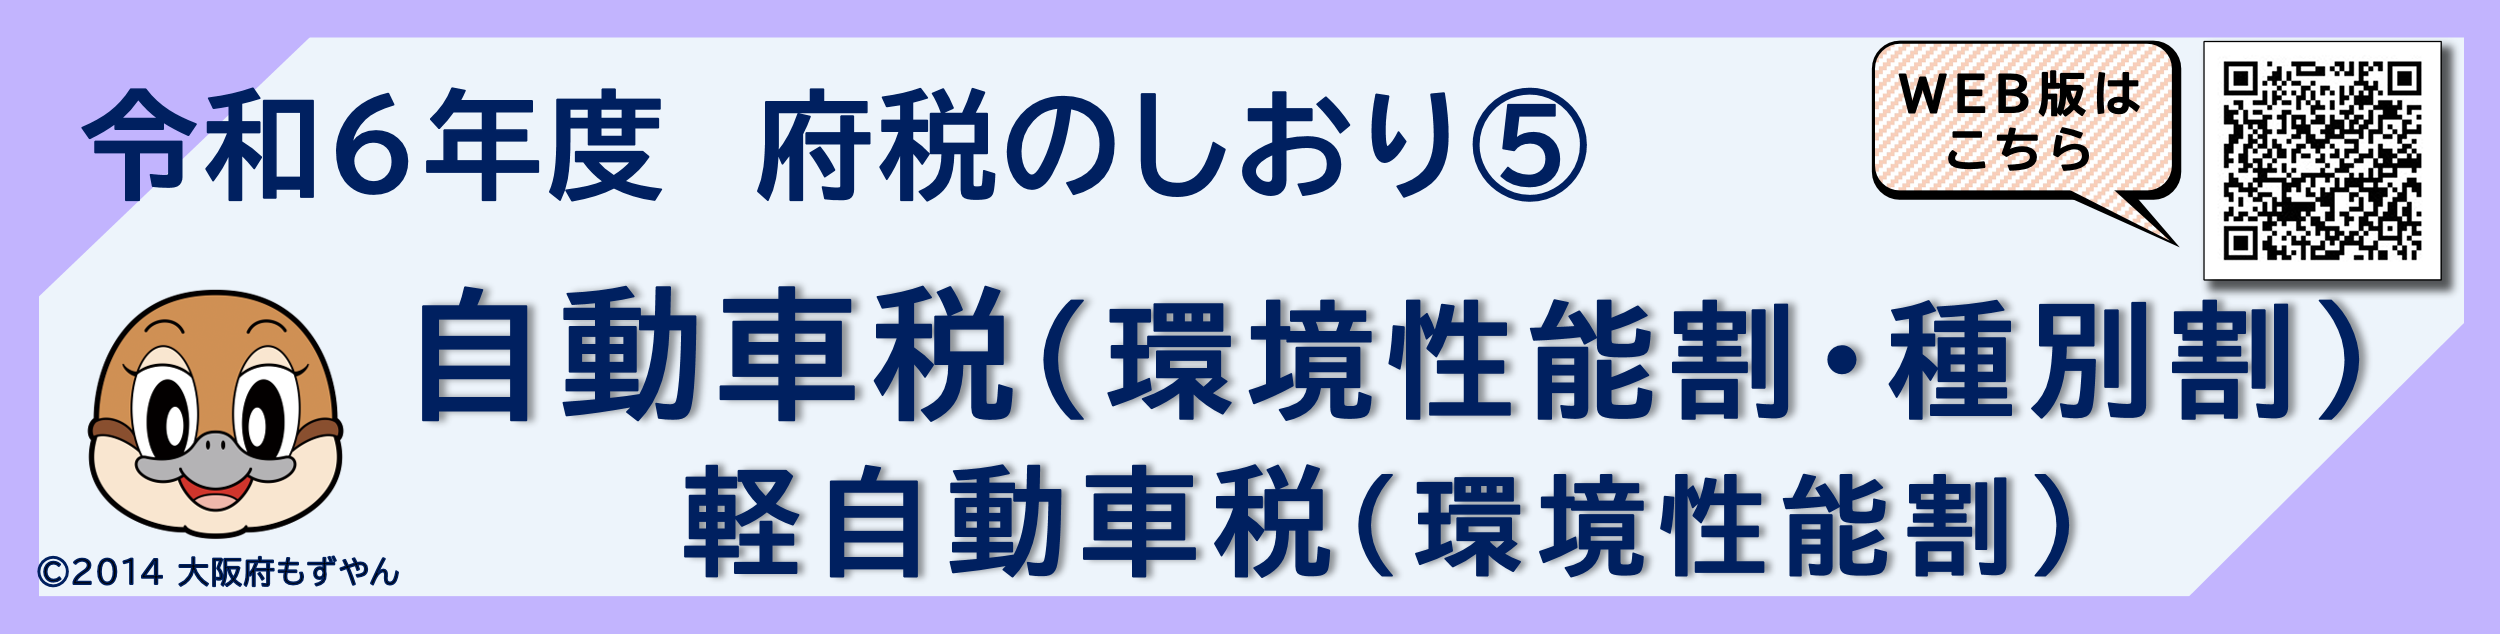 令和6年度 府税のしおり⑤
WEB版は
こちら
自動車税(環境性能割・種別割)
軽自動車税(環境性能割)
©2014 大阪府もずやん